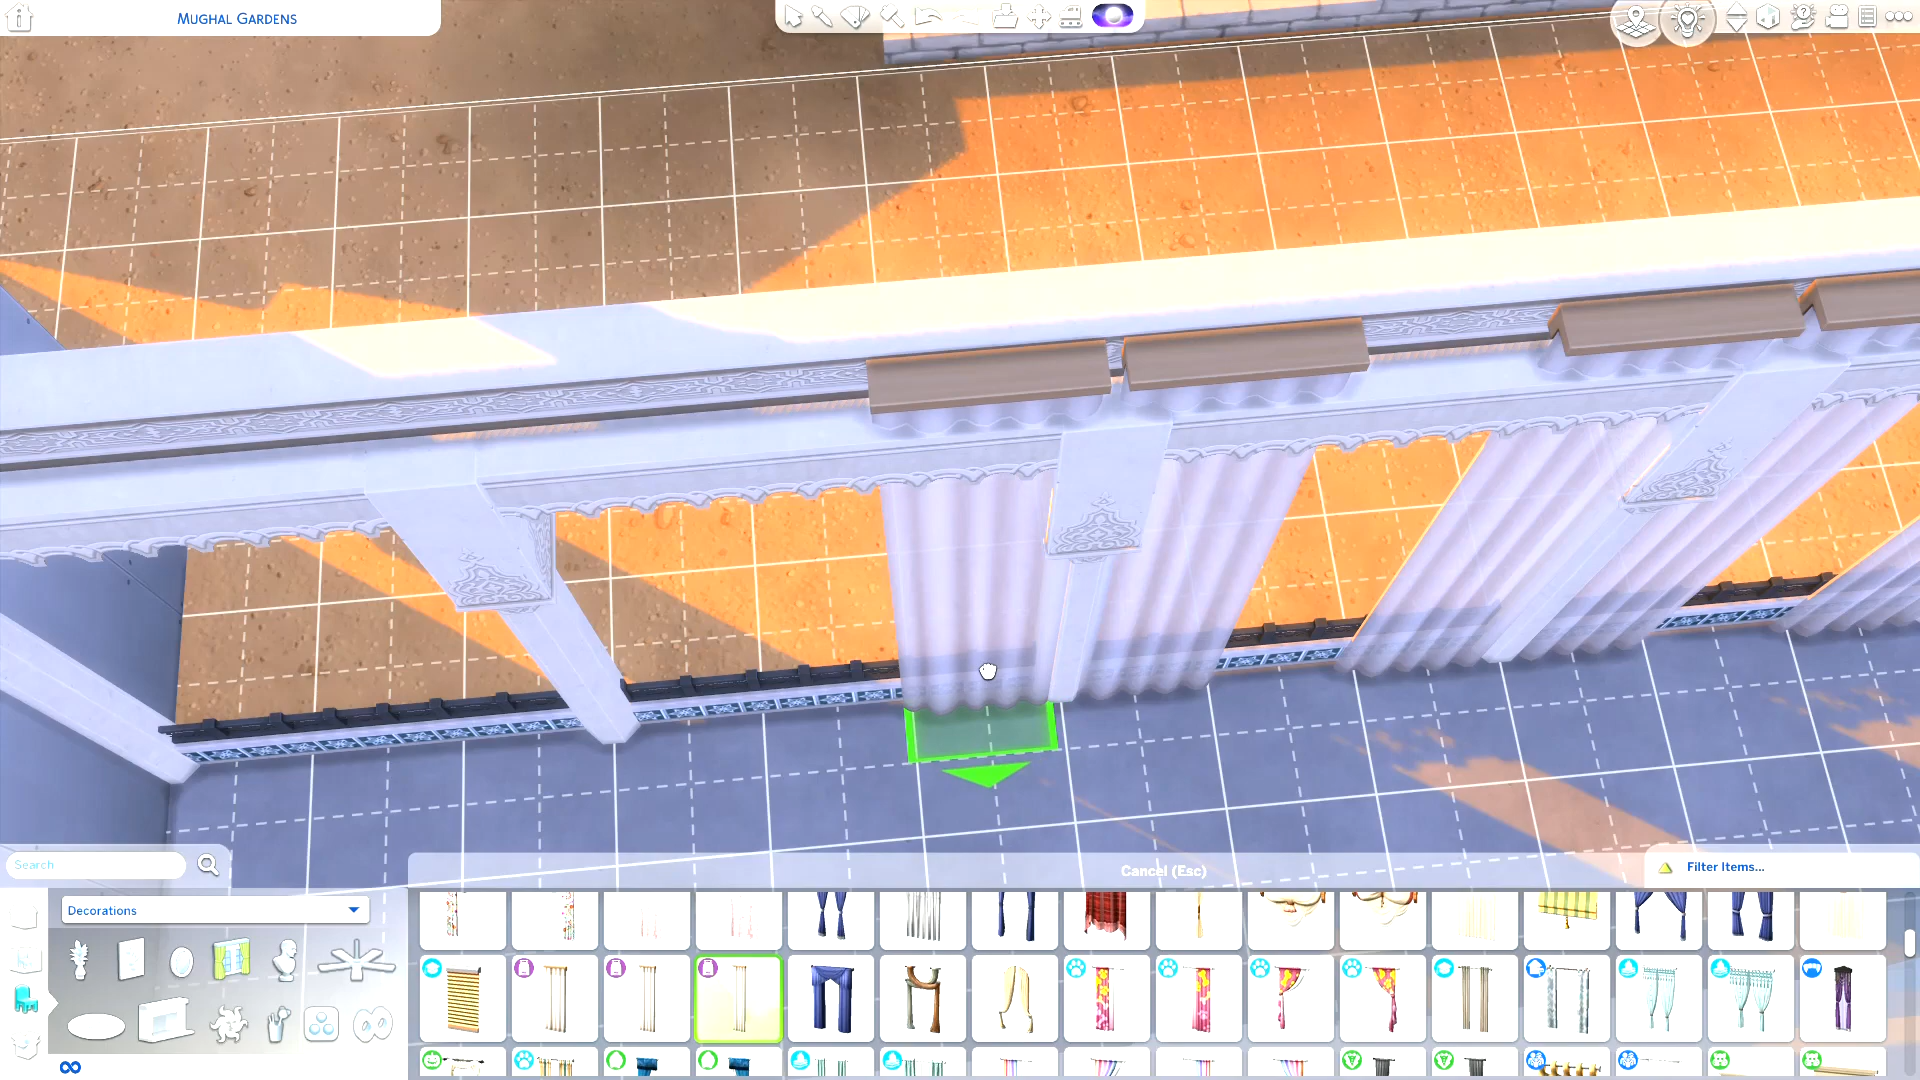 Mughal Gardens
Search
Cancel (Esc)
Filter Items...
Decorations